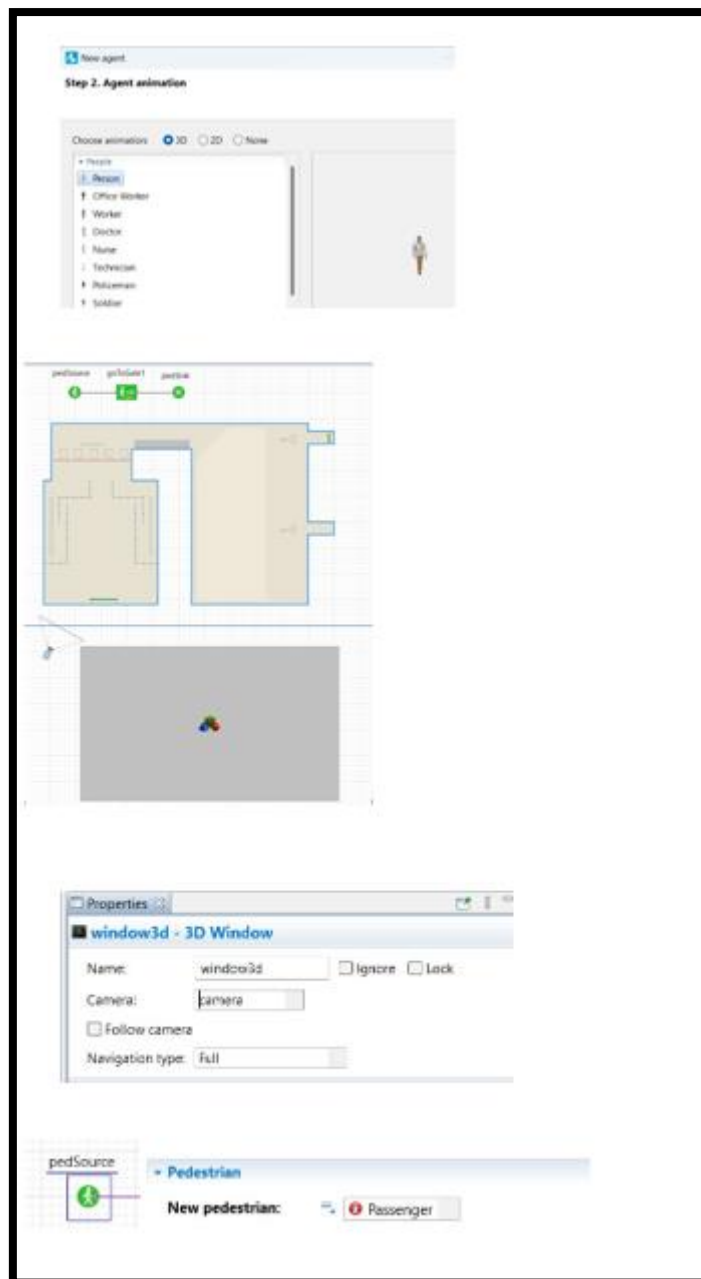 New agent
Step 2. Agent animation
Choose animation: 3D 2D None
People
Person
Office Worker
Worker
Doctor
Nurse
Technician
Policeman
Soldier
pedSource goToGate1 pedSink
Properties
window3d - 3D Window
Name: window3d Ignore Lock
Camera: camera
Follow camera
Navigation type: Full
pedSource
Pedestrian
New pedestrian: Passenger